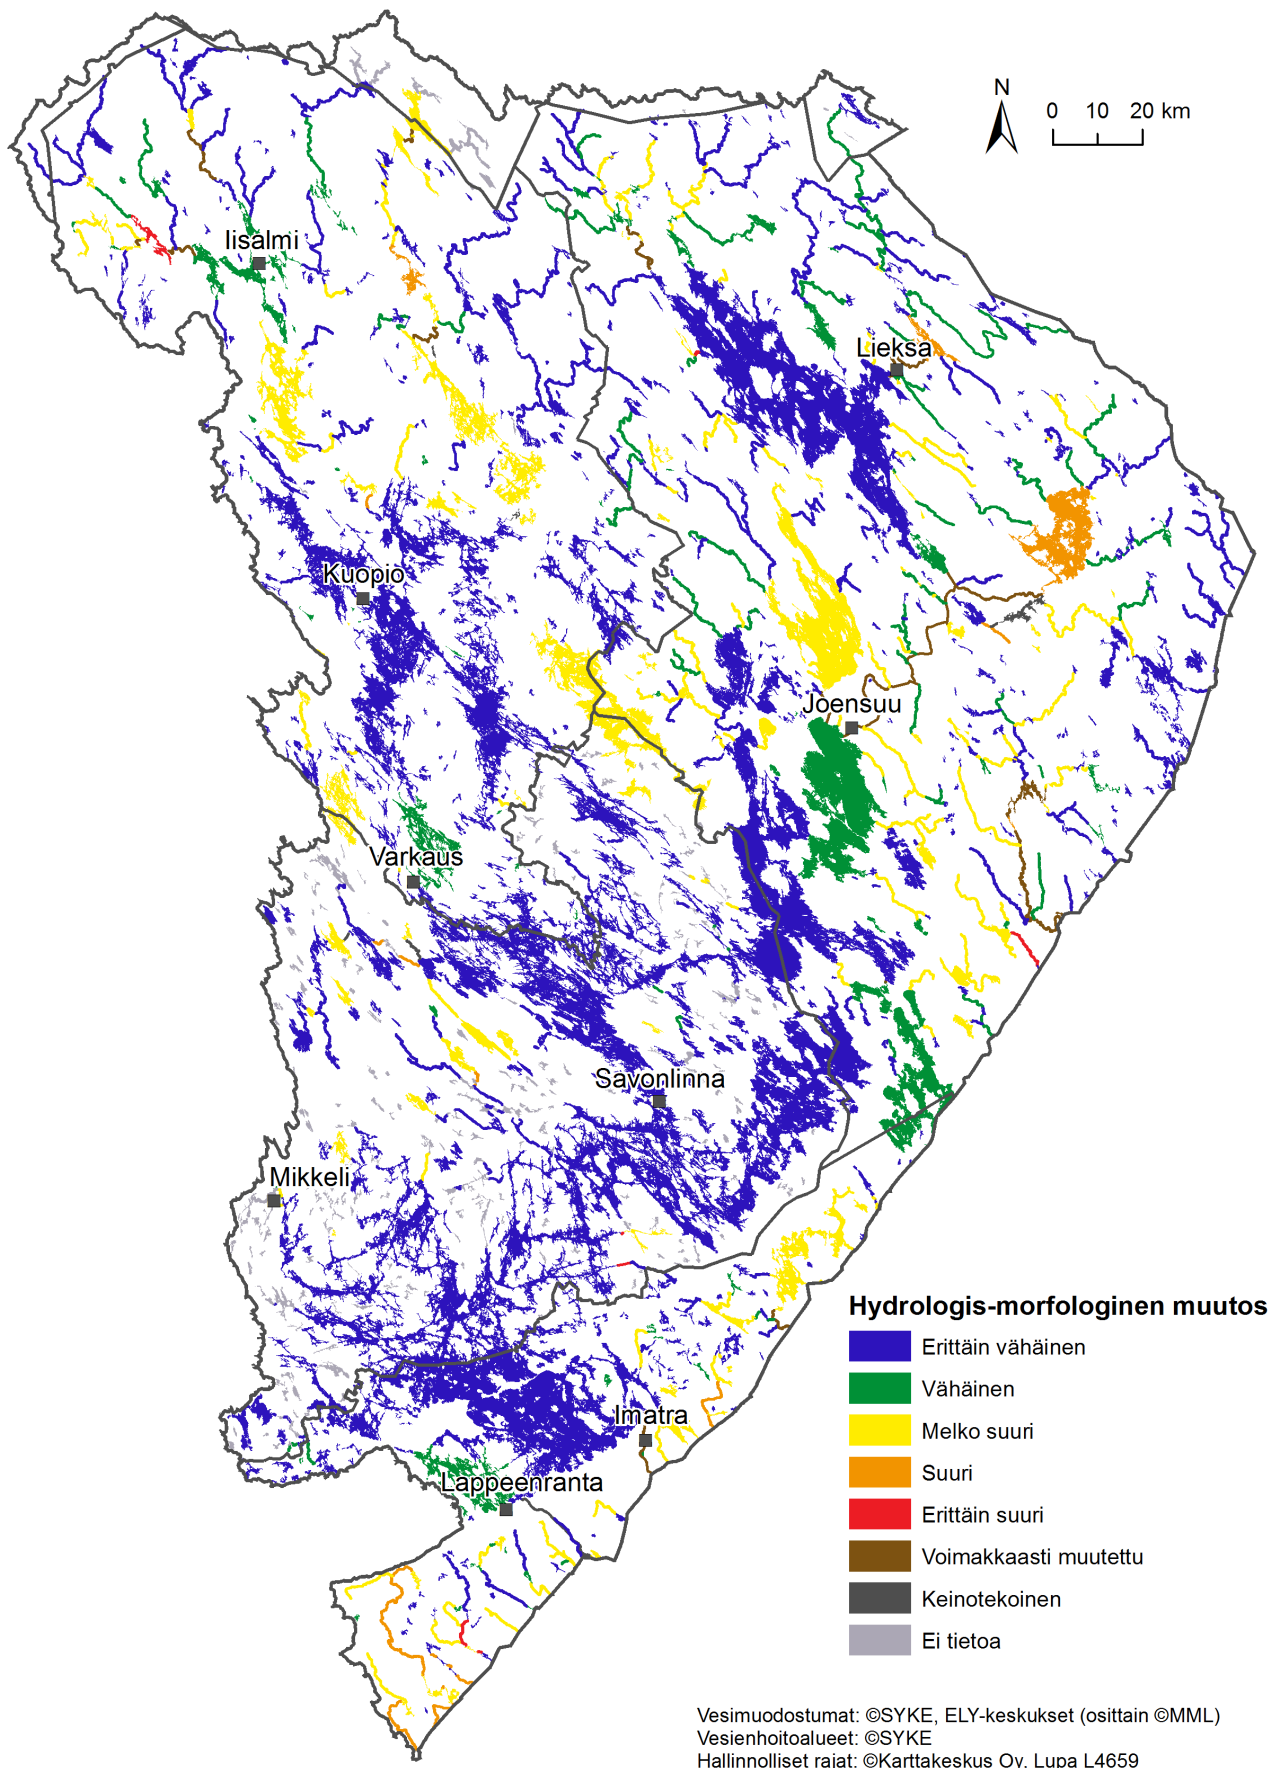 N
0 10 20 km
Iisalmi
Lieksa
Kuopio
Joensuu
Varkaus
Savonlinna
Mikkeli
Imatra
Lappeenranta
Hydrologis-morfologinen muutos
Erittäin vähäinen
Vähäinen
Melko suuri
Suuri
Erittäin suuri
Voimakkaasti muutettu
Keinotekoinen
Ei tietoa
Vesimuodostumat: ©SYKE, ELY-keskukset (osittain ©MML)
Vesienhoitoalueet: ©SYKE
Hallinnolliset rajat: ©Karttakeskus Oy, Lupa L4659